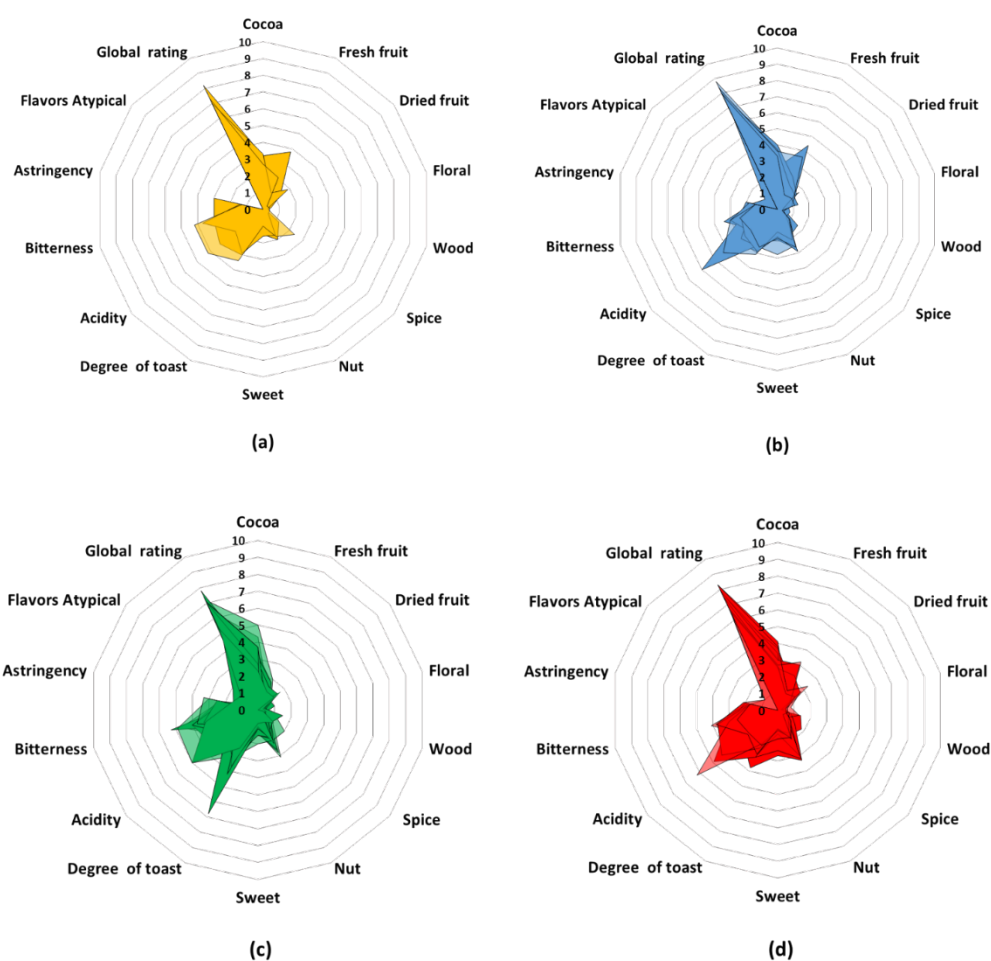 Cocoa
Global rating
Fresh fruit
Flavors Atypical
Dried fruit
Astringency
Floral
Bitterness
Wood
Acidity
Spice
Degree of toast
Nut
Sweet
10
9
8
7
6
5
4
3
2
1
0
(a)
Cocoa
Global rating
Fresh fruit
Flavors Atypical
Dried fruit
Astringency
Floral
Bitterness
Wood
Acidity
Spice
Degree of toast
Nut
Sweet
10
9
8
7
6
5
4
3
2
1
0
(b)
Cocoa
Global rating
Fresh fruit
Flavors Atypical
Dried fruit
Astringency
Floral
Bitterness
Wood
Acidity
Spice
Degree of toast
Nut
Sweet
10
9
8
7
6
5
4
3
2
1
0
(c)
Cocoa
Global rating
Fresh fruit
Flavors Atypical
Dried fruit
Astringency
Floral
Bitterness
Wood
Acidity
Spice
Degree of toast
Nut
Sweet
10
9
8
7
6
5
4
3
2
1
0
(d)